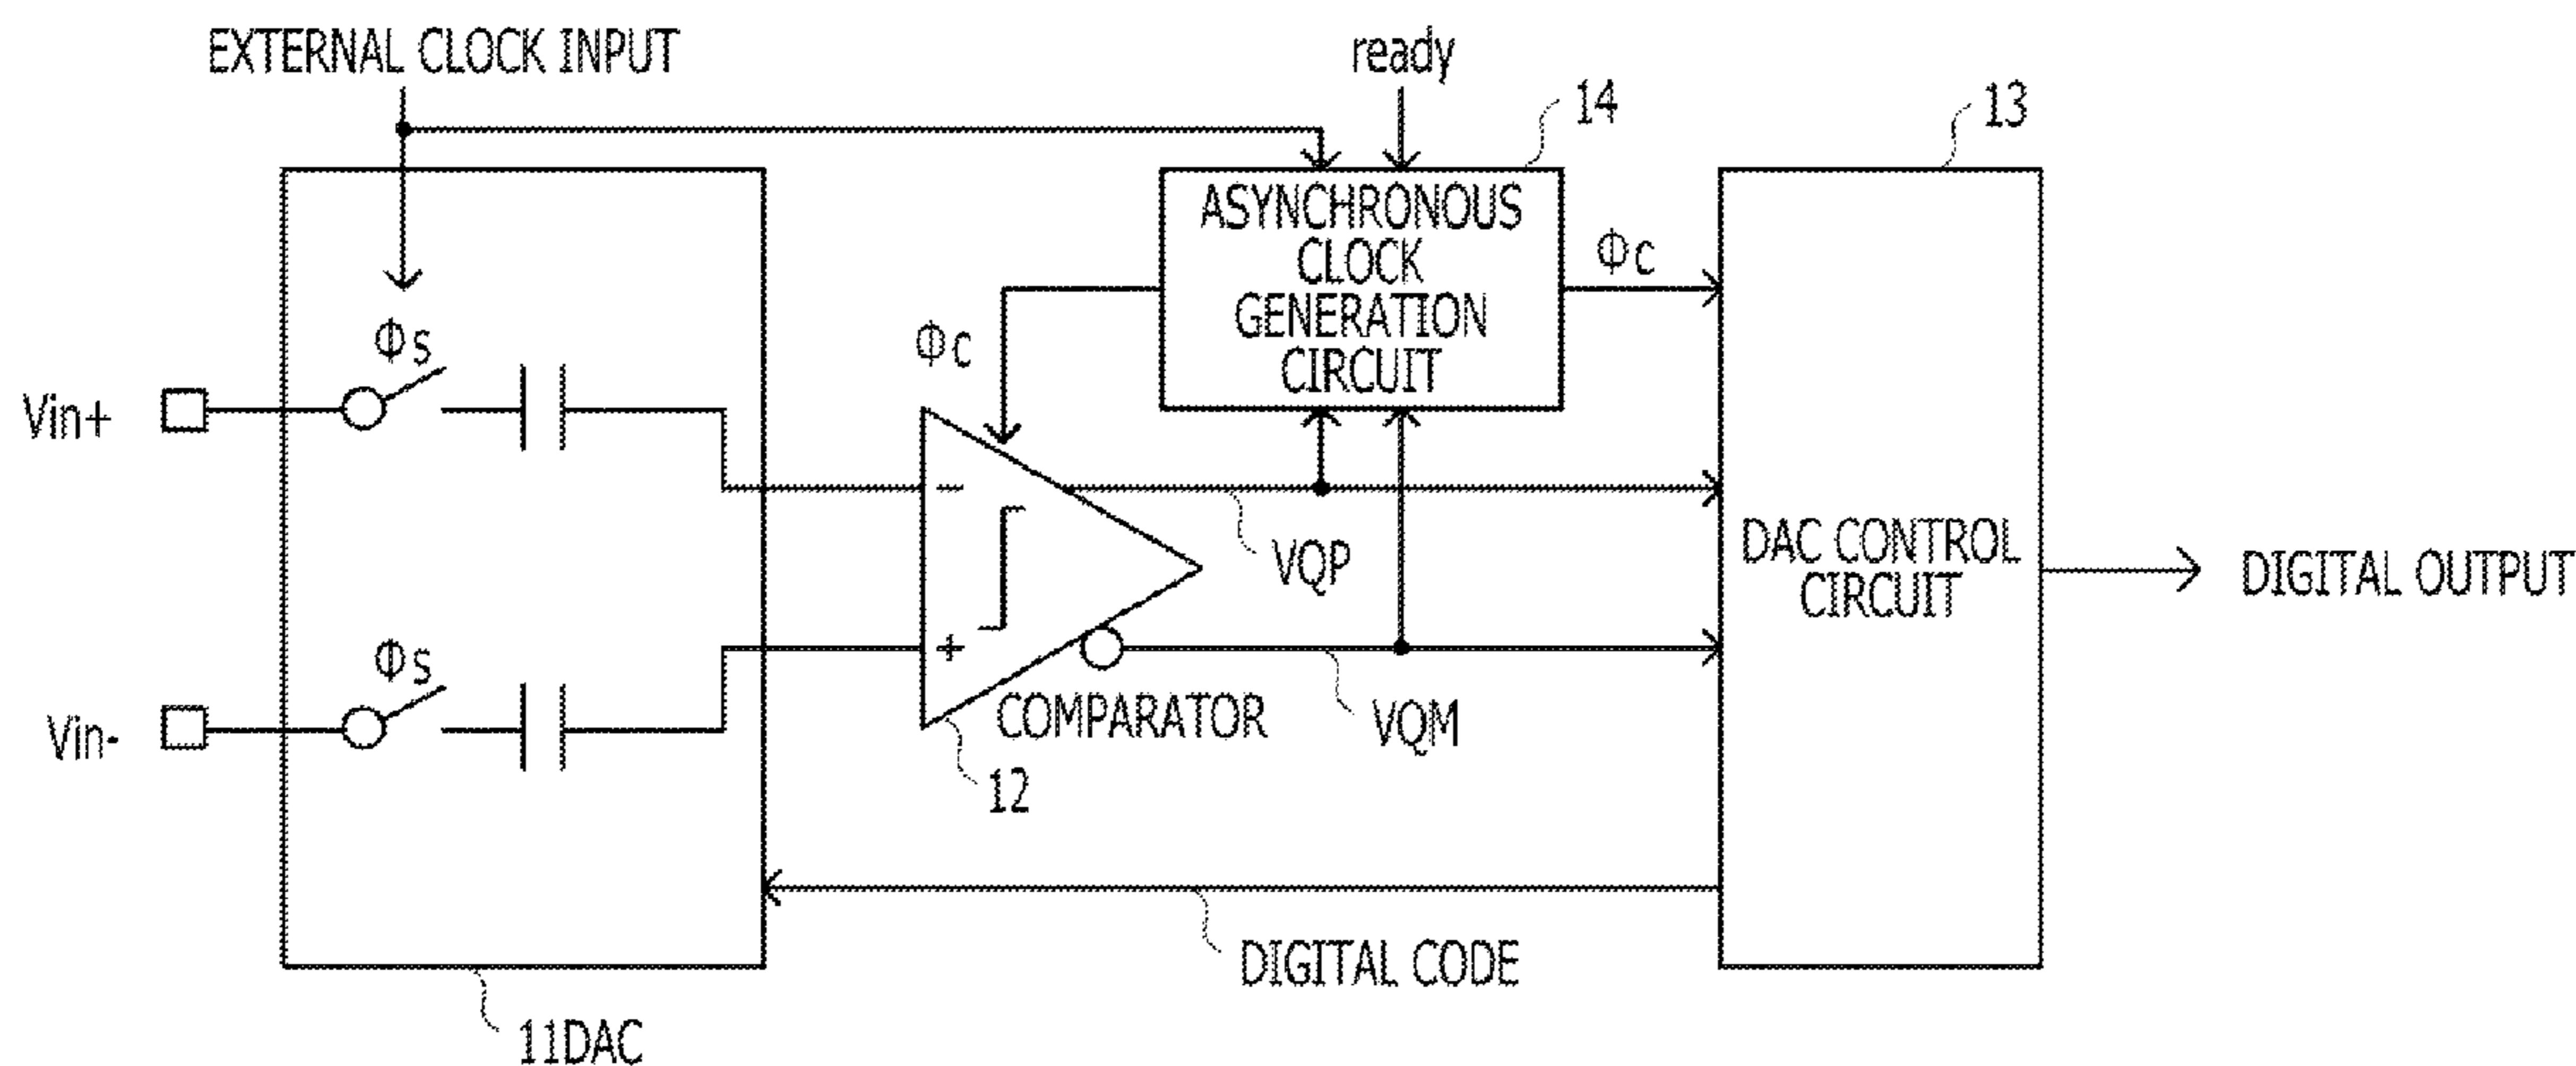 EXTERNAL CLOCK INPUT
ready
14
13
ASYNCHRONOUS
CLOCK
GENERATION
CIRCUIT
Φc
Φs
Φc
Vin+
−
VQP
DAC CONTROL
CIRCUIT
DIGITAL OUTPUT
Φs
+
Vin-
COMPARATOR
VQM
12
DIGITAL CODE
11DAC